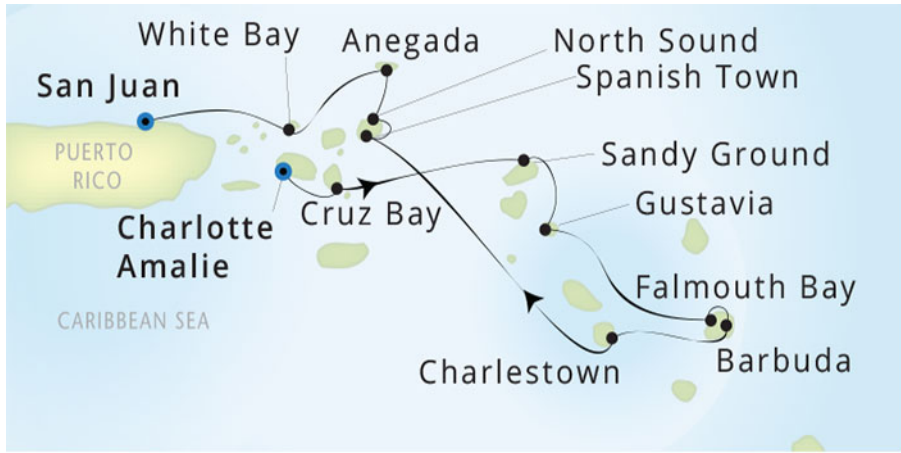 White Bay
Anegada
North Sound
Spanish Town
San Juan
PUERTO
RICO
Sandy Ground
Gustavia
Cruz Bay
Charlotte
Amalie
Falmouth Bay
CARIBBEAN SEA
Barbuda
Charlestown